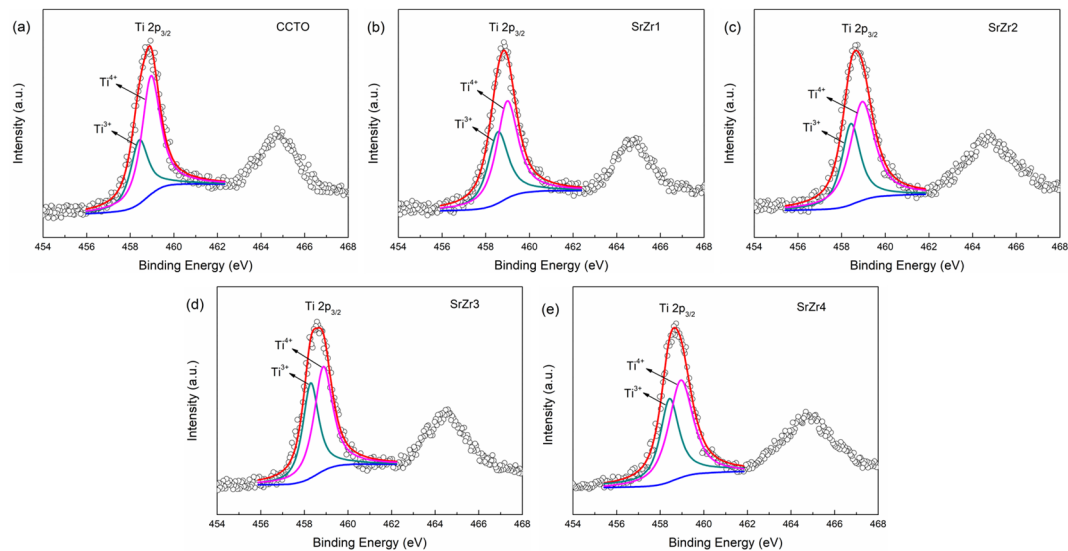 (a)
Ti 2p3/2
CCTO
Ti4+
Ti3+
Intensity (a.u.)
454 456 458 460 462 464 466 468
Binding Energy (eV)
(b)
Ti 2p3/2
SrZr1
Ti4+
Ti3+
Intensity (a.u.)
454 456 458 460 462 464 466 468
Binding Energy (eV)
(c)
Ti 2p3/2
SrZr2
Ti4+
Ti3+
Intensity (a.u.)
454 456 458 460 462 464 466 468
Binding Energy (eV)
(d)
Ti 2p3/2
SrZr3
Ti4+
Ti3+
Intensity (a.u.)
454 456 458 460 462 464 466 468
Binding Energy (eV)
(e)
Ti 2p3/2
SrZr4
Ti4+
Ti3+
Intensity (a.u.)
454 456 458 460 462 464 466 468
Binding Energy (eV)